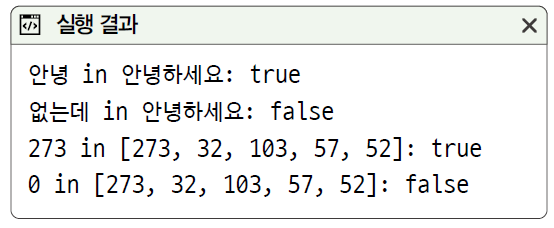 실행 결과
안녕 in 안녕하세요: true
없는데 in 안녕하세요: false
273 in [273, 32, 103, 57, 52]: true
0 in [273, 32, 103, 57, 52]: false